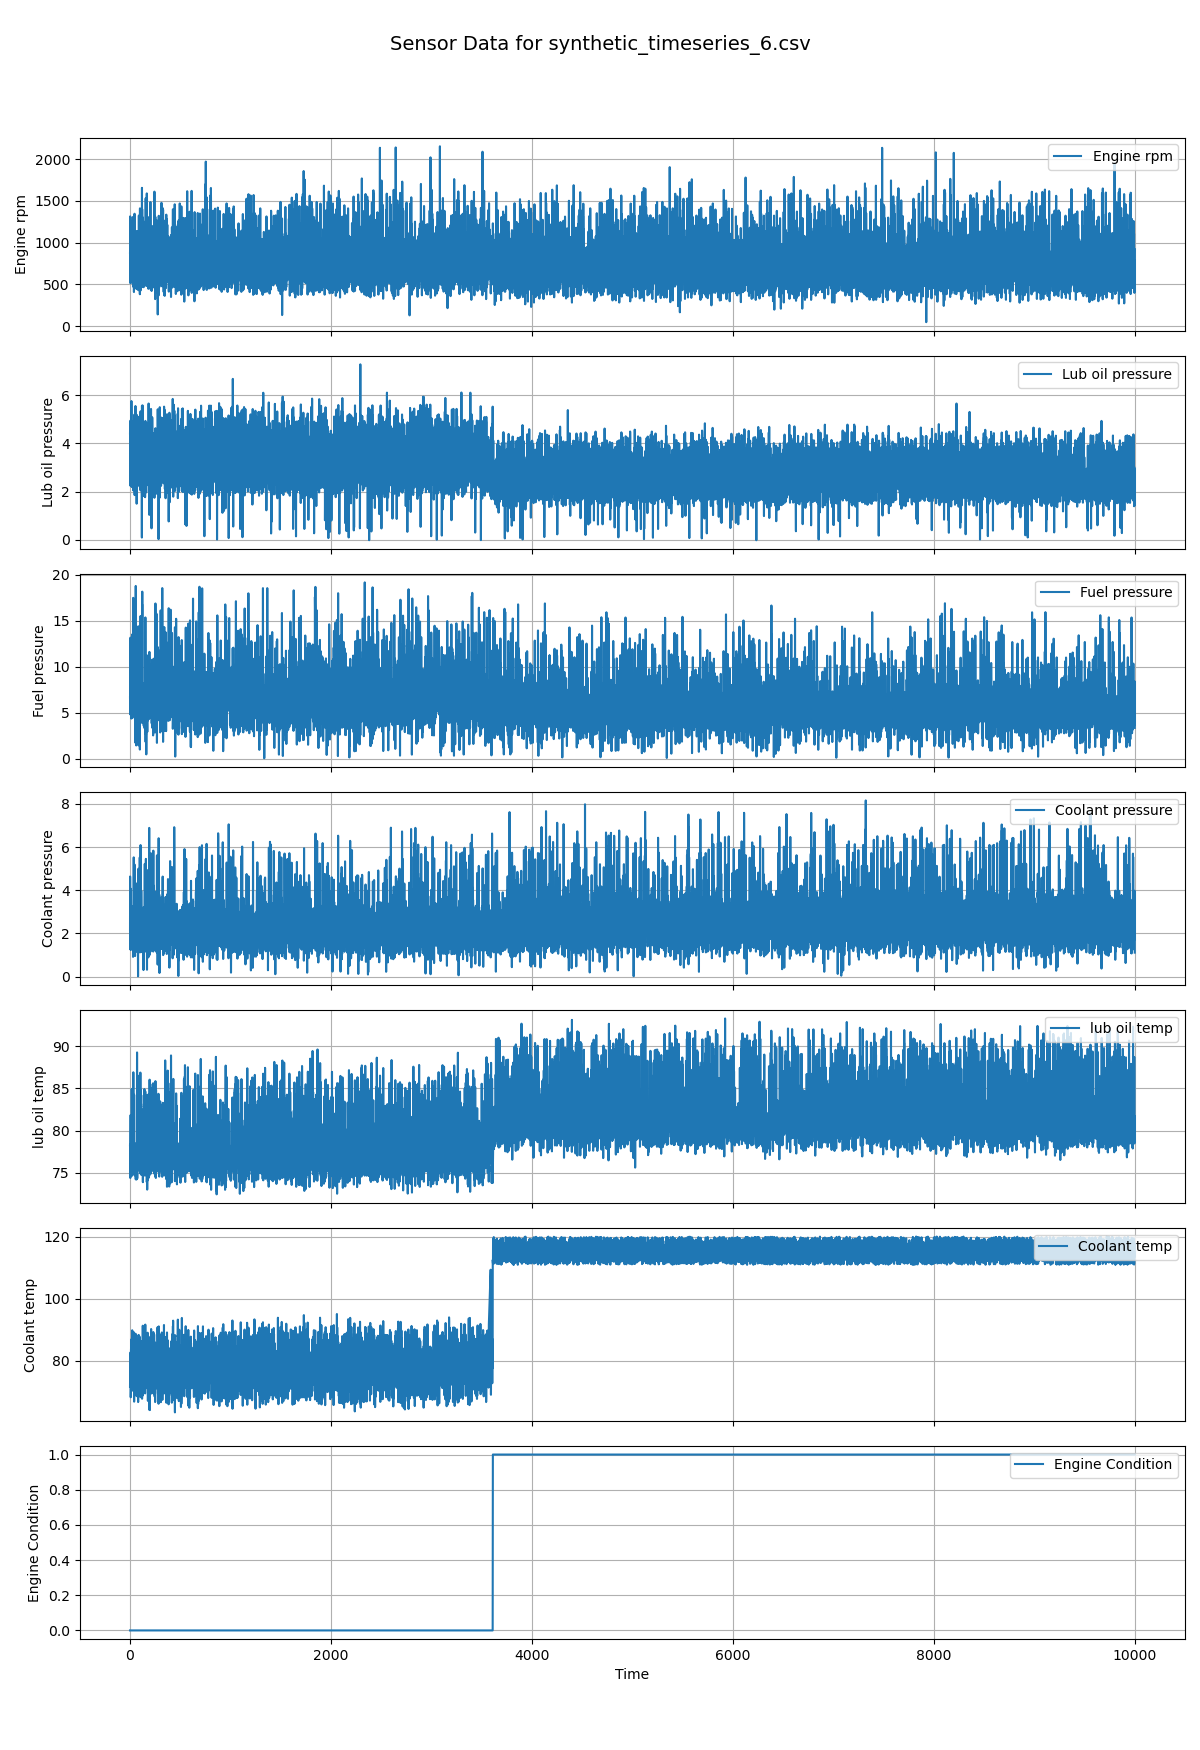 Sensor Data for synthetic_timeseries_6.csv
Engine rpm
2000
1500
1000
500
0
Engine rpm
Lub oil pressure
6
4
2
0
Lub oil pressure
Fuel pressure
20
15
10
5
0
Fuel pressure
Coolant pressure
8
6
4
2
0
Coolant pressure
lub oil temp
90
85
80
75
lub oil temp
Coolant temp
120
100
80
Coolant temp
Engine Condition
1.0
0.8
0.6
0.4
0.2
0.0
Engine Condition
0 2000 4000 6000 8000 10000
Time